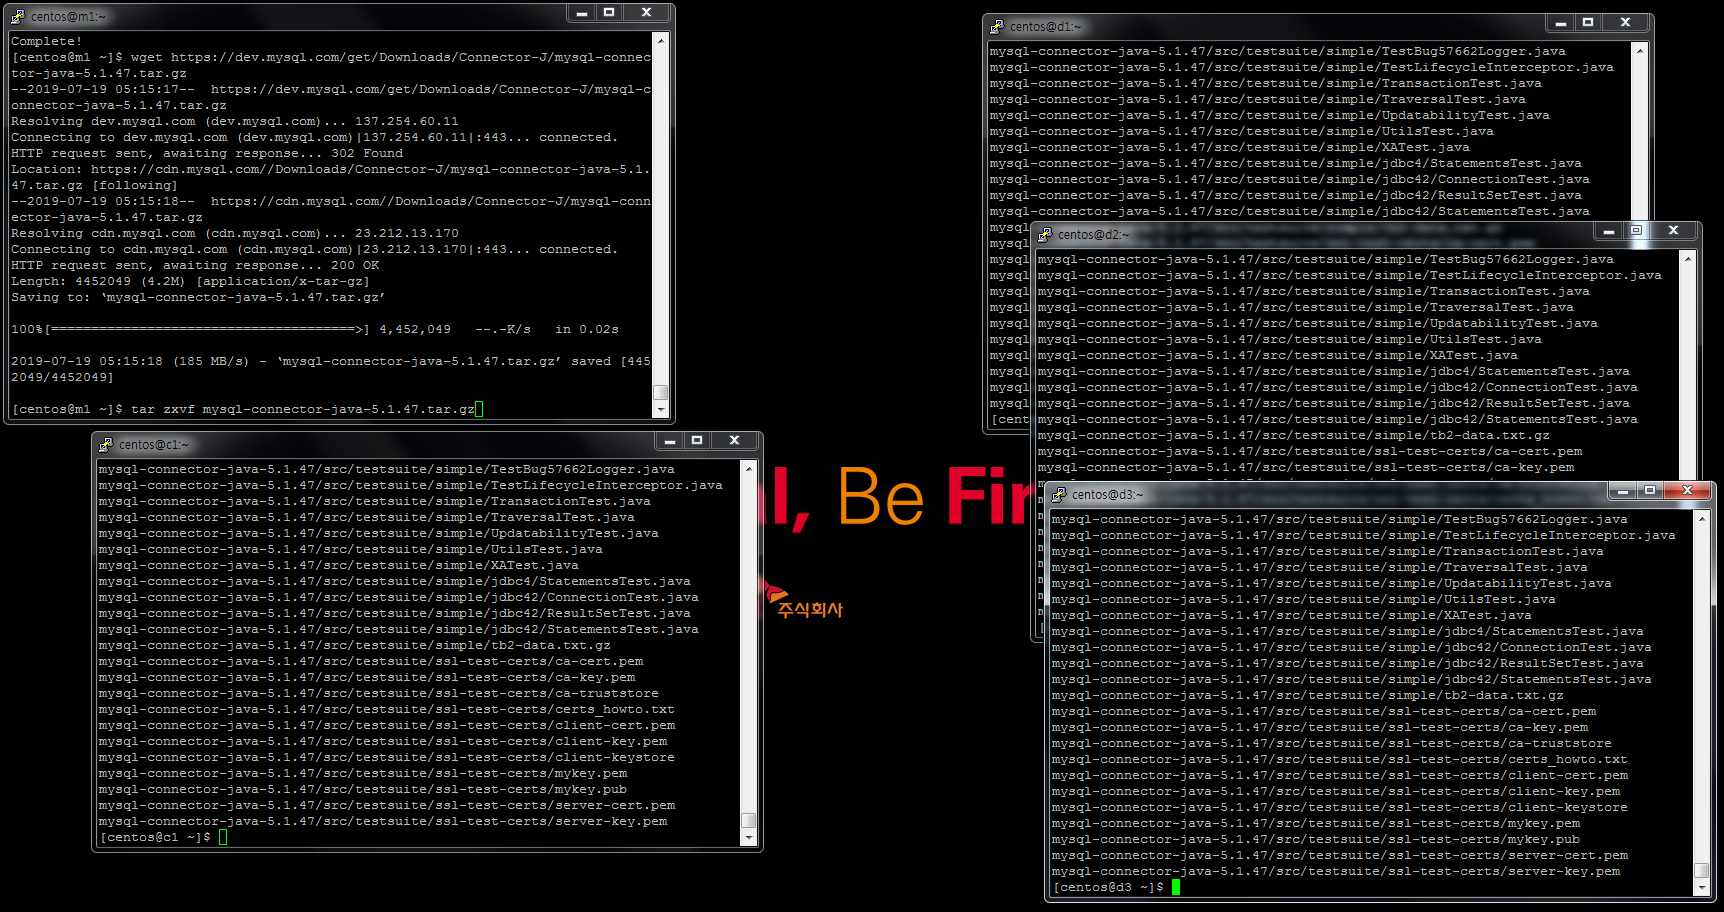 centos@m1:~
Complete!
[centos@m1 ~]$ wget https://dev.mysql.com/get/Downloads/Connector-J/mysql-connec
tor-java-5.1.47.tar.gz
--2019-07-19 05:15:17--  https://dev.mysql.com/get/Downloads/Connector-J/mysql-c
onnector-java-5.1.47.tar.gz
Resolving dev.mysql.com (dev.mysql.com)... 137.254.60.11
Connecting to dev.mysql.com (dev.mysql.com)|137.254.60.11|:443... connected.
HTTP request sent, awaiting response... 302 Found
Location: https://cdn.mysql.com//Downloads/Connector-J/mysql-connector-java-5.1.
47.tar.gz [following]
--2019-07-19 05:15:18--  https://cdn.mysql.com//Downloads/Connector-J/mysql-conn
ector-java-5.1.47.tar.gz
Resolving cdn.mysql.com (cdn.mysql.com)... 23.212.13.170
Connecting to cdn.mysql.com (cdn.mysql.com)|23.212.13.170|:443... connected.
HTTP request sent, awaiting response... 200 OK
Length: 4452049 (4.2M) [application/x-tar-gz]
Saving to: ‘mysql-connector-java-5.1.47.tar.gz’
100%[======================================>] 4,452,049   --.-K/s   in 0.02s
2019-07-19 05:15:18 (185 MB/s) - ‘mysql-connector-java-5.1.47.tar.gz’ saved [445
2049/4452049]
[centos@m1 ~]$ tar zxvf mysql-connector-java-5.1.47.tar.gz
centos@c1:~
mysql-connector-java-5.1.47/src/testsuite/simple/TestBug57662Logger.java
mysql-connector-java-5.1.47/src/testsuite/simple/TestLifecycleInterceptor.java
mysql-connector-java-5.1.47/src/testsuite/simple/TransactionTest.java
mysql-connector-java-5.1.47/src/testsuite/simple/TraversalTest.java
mysql-connector-java-5.1.47/src/testsuite/simple/UpdatabilityTest.java
mysql-connector-java-5.1.47/src/testsuite/simple/UtilsTest.java
mysql-connector-java-5.1.47/src/testsuite/simple/XATest.java
mysql-connector-java-5.1.47/src/testsuite/simple/jdbc4/StatementsTest.java
mysql-connector-java-5.1.47/src/testsuite/simple/jdbc42/ConnectionTest.java
mysql-connector-java-5.1.47/src/testsuite/simple/jdbc42/ResultSetTest.java
mysql-connector-java-5.1.47/src/testsuite/simple/jdbc42/StatementsTest.java
mysql-connector-java-5.1.47/src/testsuite/simple/tb2-data.txt.gz
mysql-connector-java-5.1.47/src/testsuite/ssl-test-certs/ca-cert.pem
mysql-connector-java-5.1.47/src/testsuite/ssl-test-certs/ca-key.pem
mysql-connector-java-5.1.47/src/testsuite/ssl-test-certs/ca-truststore
mysql-connector-java-5.1.47/src/testsuite/ssl-test-certs/certs_howto.txt
mysql-connector-java-5.1.47/src/testsuite/ssl-test-certs/client-cert.pem
mysql-connector-java-5.1.47/src/testsuite/ssl-test-certs/client-key.pem
mysql-connector-java-5.1.47/src/testsuite/ssl-test-certs/client-keystore
mysql-connector-java-5.1.47/src/testsuite/ssl-test-certs/mykey.pem
mysql-connector-java-5.1.47/src/testsuite/ssl-test-certs/mykey.pub
mysql-connector-java-5.1.47/src/testsuite/ssl-test-certs/server-cert.pem
mysql-connector-java-5.1.47/src/testsuite/ssl-test-certs/server-key.pem
[centos@c1 ~]$
l, Be Fir
주식회사
centos@d1:~
mysql-connector-java-5.1.47/src/testsuite/simple/TestBug57662Logger.java
mysql-connector-java-5.1.47/src/testsuite/simple/TestLifecycleInterceptor.java
mysql-connector-java-5.1.47/src/testsuite/simple/TransactionTest.java
mysql-connector-java-5.1.47/src/testsuite/simple/TraversalTest.java
mysql-connector-java-5.1.47/src/testsuite/simple/UpdatabilityTest.java
mysql-connector-java-5.1.47/src/testsuite/simple/UtilsTest.java
mysql-connector-java-5.1.47/src/testsuite/simple/XATest.java
mysql-connector-java-5.1.47/src/testsuite/simple/jdbc4/StatementsTest.java
mysql-connector-java-5.1.47/src/testsuite/simple/jdbc42/ConnectionTest.java
mysql-connector-java-5.1.47/src/testsuite/simple/jdbc42/ResultSetTest.java
mysql-connector-java-5.1.47/src/testsuite/simple/jdbc42/StatementsTest.java
mysql
mysql
mysql
mysql
mysql
mysql
mysql
mysql
mysql
mysql
mysql
mysql
[cent
centos@d2:~
mysql-connector-java-5.1.47/src/testsuite/simple/TestBug57662Logger.java
mysql-connector-java-5.1.47/src/testsuite/simple/TestLifecycleInterceptor.java
mysql-connector-java-5.1.47/src/testsuite/simple/TransactionTest.java
mysql-connector-java-5.1.47/src/testsuite/simple/TraversalTest.java
mysql-connector-java-5.1.47/src/testsuite/simple/UpdatabilityTest.java
mysql-connector-java-5.1.47/src/testsuite/simple/UtilsTest.java
mysql-connector-java-5.1.47/src/testsuite/simple/XATest.java
mysql-connector-java-5.1.47/src/testsuite/simple/jdbc4/StatementsTest.java
mysql-connector-java-5.1.47/src/testsuite/simple/jdbc42/ConnectionTest.java
mysql-connector-java-5.1.47/src/testsuite/simple/jdbc42/ResultSetTest.java
mysql-connector-java-5.1.47/src/testsuite/simple/jdbc42/StatementsTest.java
mysql-connector-java-5.1.47/src/testsuite/simple/tb2-data.txt.gz
mysql-connector-java-5.1.47/src/testsuite/ssl-test-certs/ca-cert.pem
mysql-connector-java-5.1.47/src/testsuite/ssl-test-certs/ca-key.pem
centos@d3:~
mysql-connector-java-5.1.47/src/testsuite/simple/TestBug57662Logger.java
mysql-connector-java-5.1.47/src/testsuite/simple/TestLifecycleInterceptor.java
mysql-connector-java-5.1.47/src/testsuite/simple/TransactionTest.java
mysql-connector-java-5.1.47/src/testsuite/simple/TraversalTest.java
mysql-connector-java-5.1.47/src/testsuite/simple/UpdatabilityTest.java
mysql-connector-java-5.1.47/src/testsuite/simple/UtilsTest.java
mysql-connector-java-5.1.47/src/testsuite/simple/XATest.java
mysql-connector-java-5.1.47/src/testsuite/simple/jdbc4/StatementsTest.java
mysql-connector-java-5.1.47/src/testsuite/simple/jdbc42/ConnectionTest.java
mysql-connector-java-5.1.47/src/testsuite/simple/jdbc42/ResultSetTest.java
mysql-connector-java-5.1.47/src/testsuite/simple/jdbc42/StatementsTest.java
mysql-connector-java-5.1.47/src/testsuite/simple/tb2-data.txt.gz
mysql-connector-java-5.1.47/src/testsuite/ssl-test-certs/ca-cert.pem
mysql-connector-java-5.1.47/src/testsuite/ssl-test-certs/ca-key.pem
mysql-connector-java-5.1.47/src/testsuite/ssl-test-certs/ca-truststore
mysql-connector-java-5.1.47/src/testsuite/ssl-test-certs/certs_howto.txt
mysql-connector-java-5.1.47/src/testsuite/ssl-test-certs/client-cert.pem
mysql-connector-java-5.1.47/src/testsuite/ssl-test-certs/client-key.pem
mysql-connector-java-5.1.47/src/testsuite/ssl-test-certs/client-keystore
mysql-connector-java-5.1.47/src/testsuite/ssl-test-certs/mykey.pem
mysql-connector-java-5.1.47/src/testsuite/ssl-test-certs/mykey.pub
mysql-connector-java-5.1.47/src/testsuite/ssl-test-certs/server-cert.pem
mysql-connector-java-5.1.47/src/testsuite/ssl-test-certs/server-key.pem
[centos@d3 ~]$